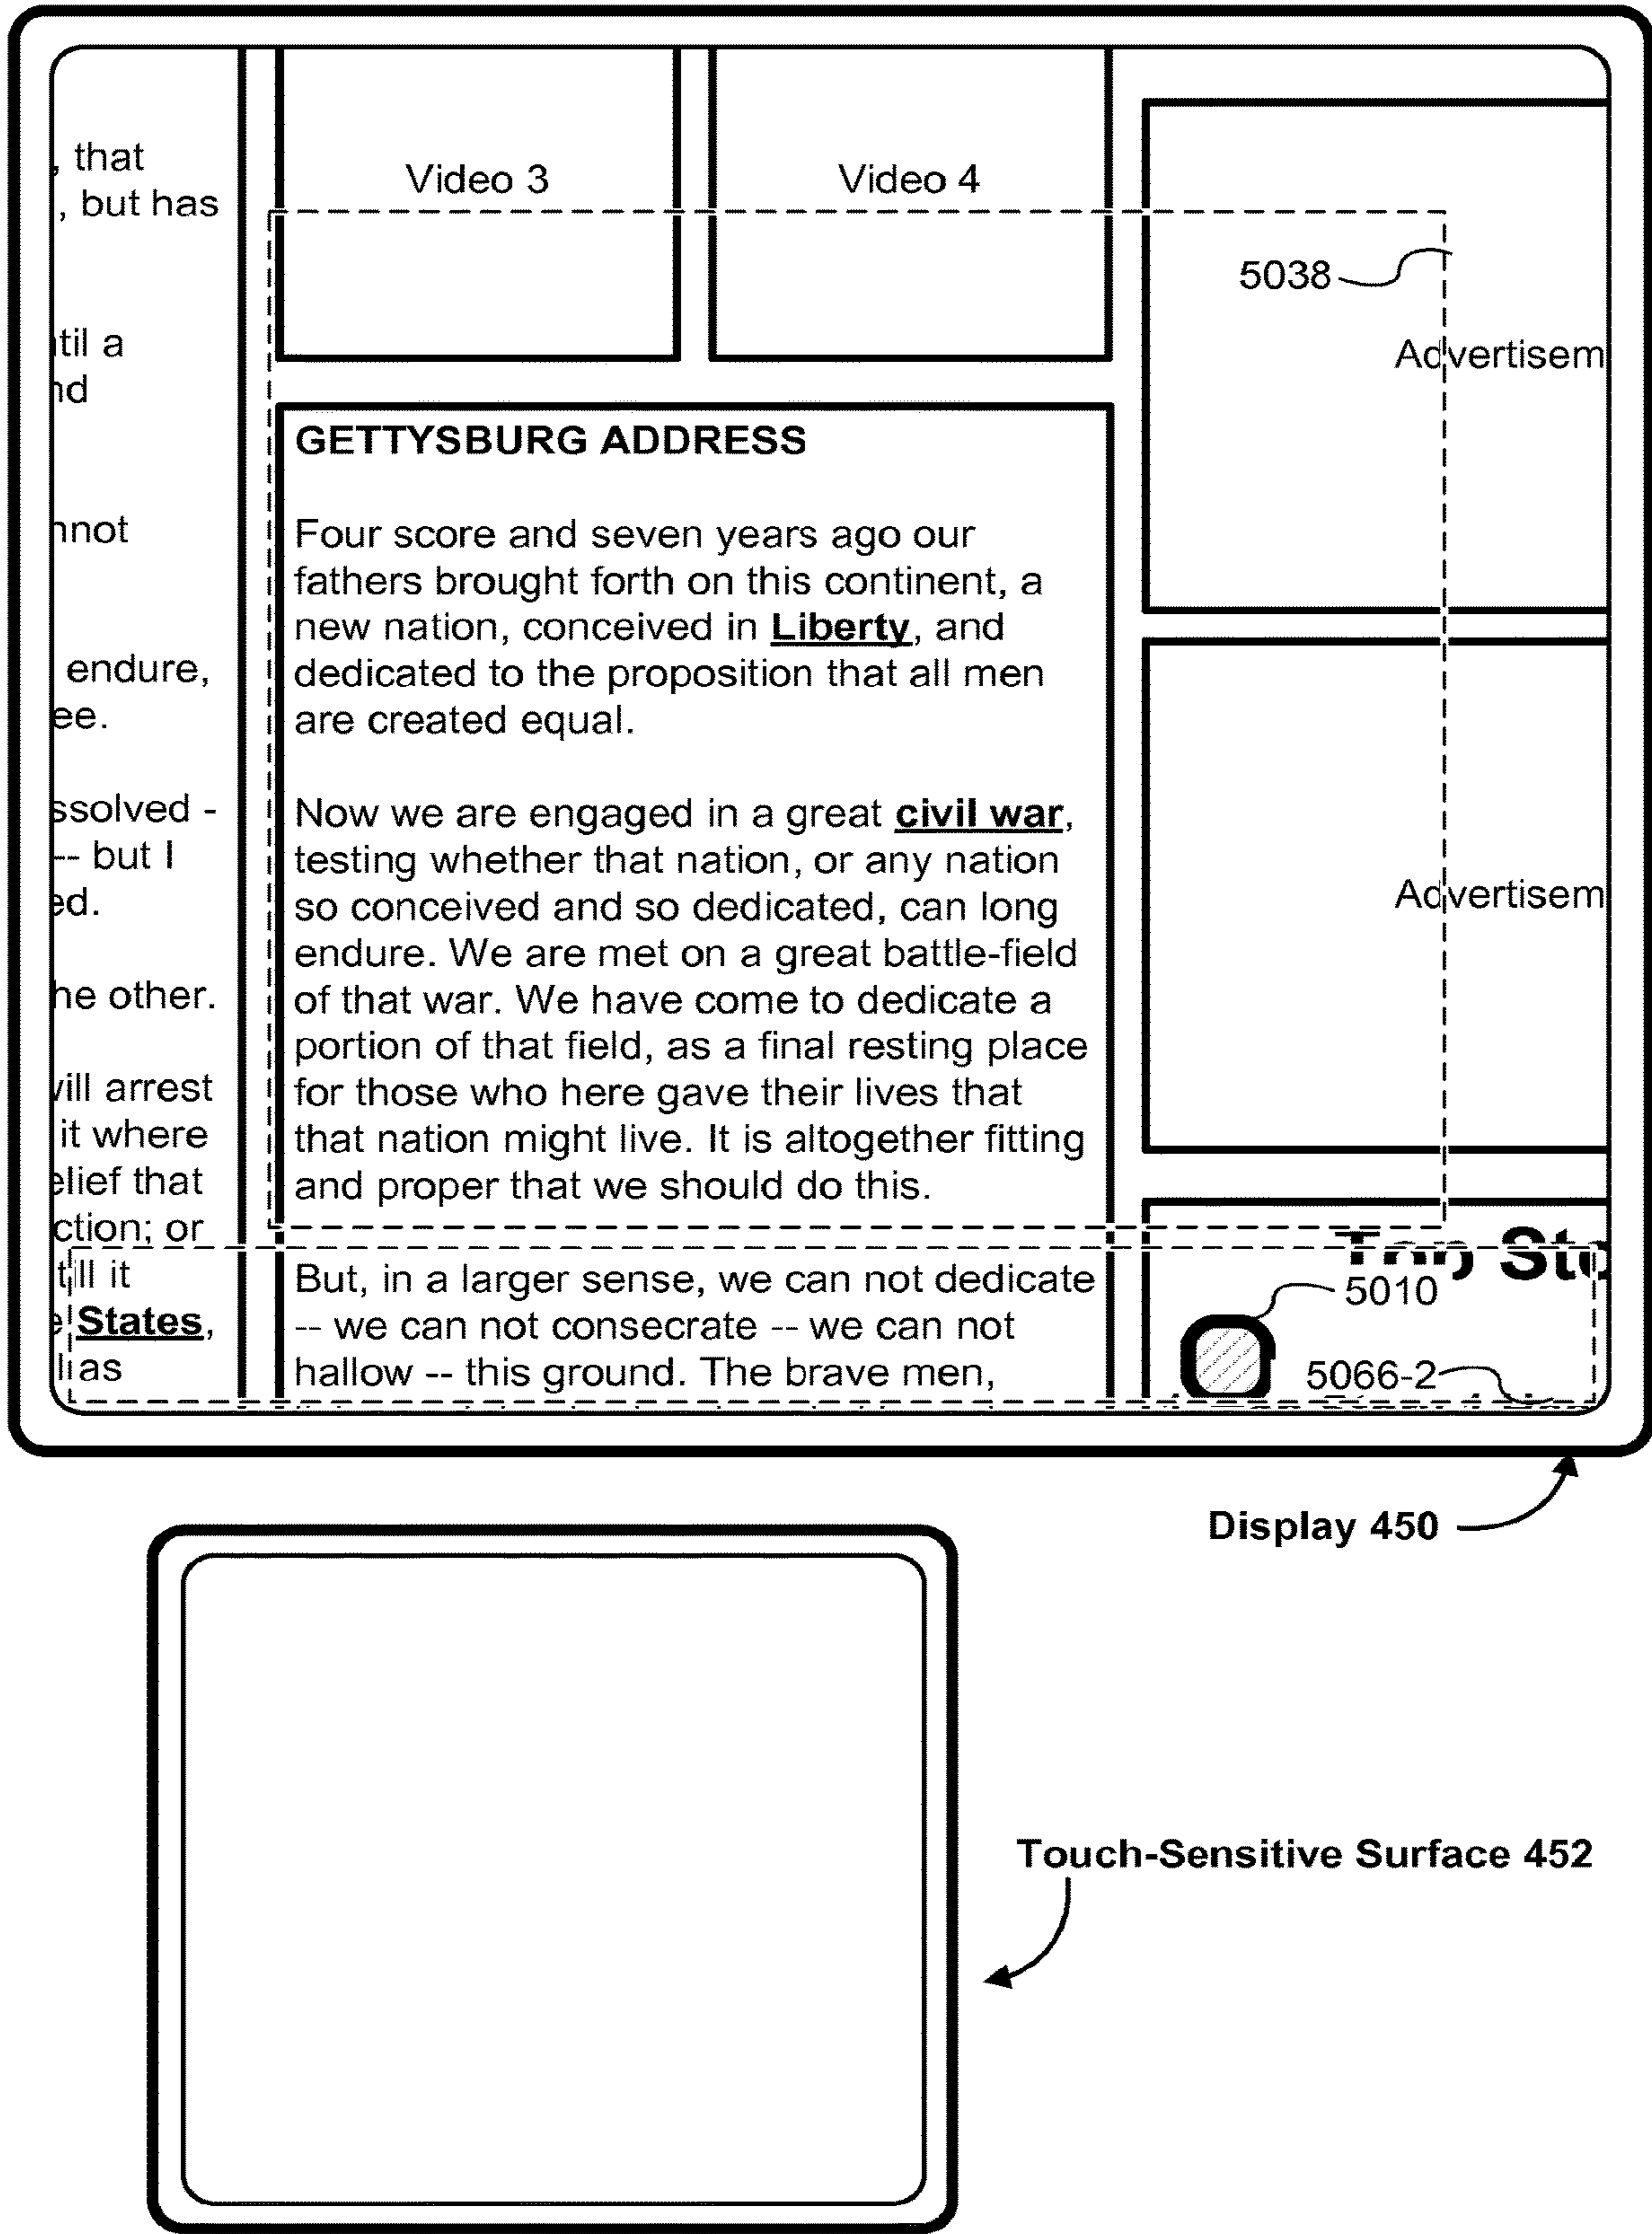 , that
, but has
til a
nd
nnot
endure,
ee.
ssolved -
-- but I
ed.
he other.
vill arrest
it where
elief that
ction; or
till it
States,
as
Video 3
Video 4
5038
Advertisem
GETTYSBURG ADDRESS
Four score and seven years ago our
fathers brought forth on this continent, a
new nation, conceived in Liberty, and
dedicated to the proposition that all men
are created equal.
Now we are engaged in a great civil war,
testing whether that nation, or any nation
so conceived and so dedicated, can long
endure. We are met on a great battle-field
of that war. We have come to dedicate a
portion of that field, as a final resting place
for those who here gave their lives that
that nation might live. It is altogether fitting
and proper that we should do this.
But, in a larger sense, we can not dedicate
-- we can not consecrate -- we can not
hallow -- this ground. The brave men,
Advertisem
Sto
5010
5066-2
Display 450
Touch-Sensitive Surface 452